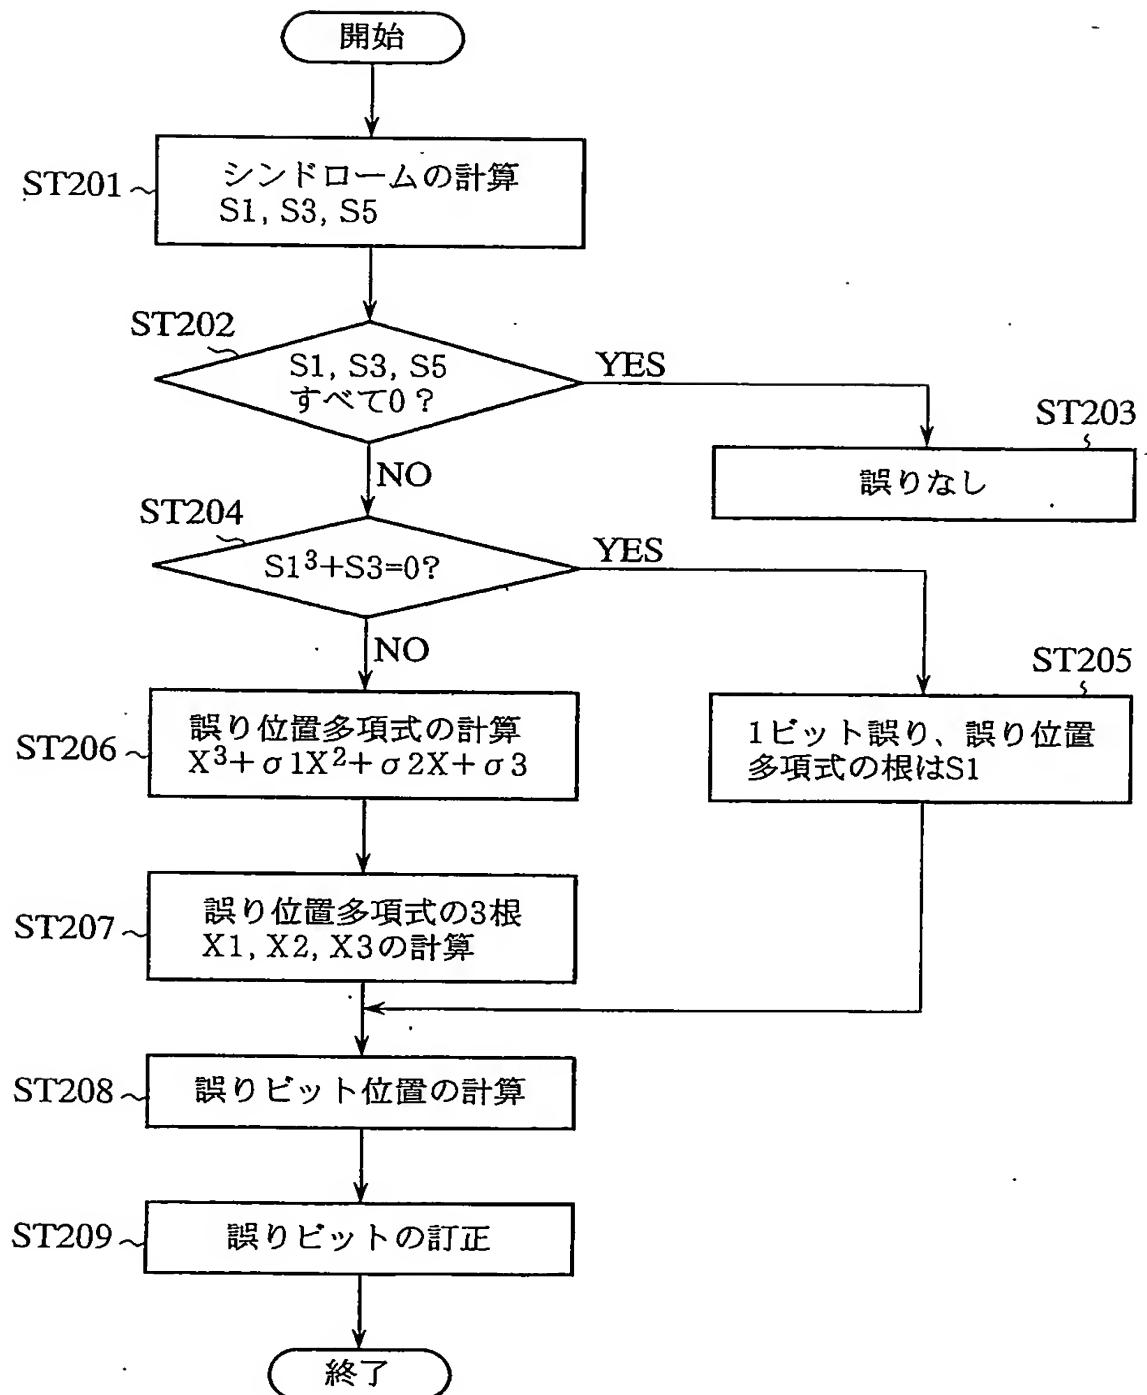 開始
ST201
シンドロームの計算
S1, S3, S5
ST202
S1, S3, S5
すべて0?
YES
NO
ST203
誤りなし
ST204
S1³+S3=0?
YES
NO
ST205
1ビット誤り、誤り位置
多項式の根はS1
ST206
誤り位置多項式の計算
X³+σ1X²+σ2X+σ3
ST207
誤り位置多項式の3根
X1, X2, X3の計算
ST208
誤りビット位置の計算
ST209
誤りビットの訂正
終了